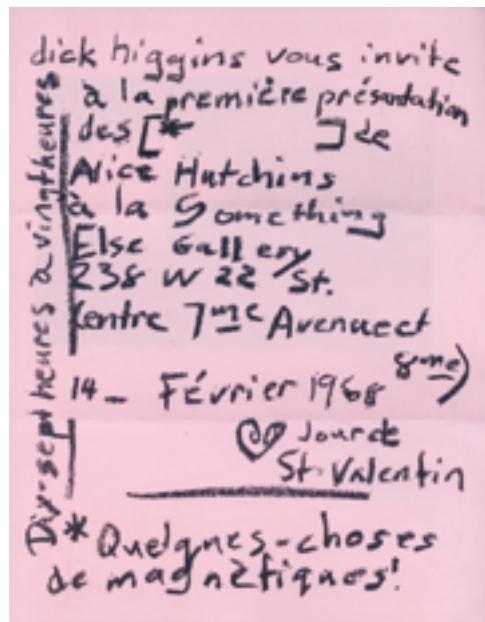 dick higgins vous invite
à la première présentation
des [* ] de
Alice Hutchins
à la Something
Else Gallery
238 W 22 St.
(entre 7me Avenue et
8me)
14 - Février 1968
♡ Jour de
St-Valentin
* Quelques-choses
de magnètiques!
Dix-sept heures à vingt heures